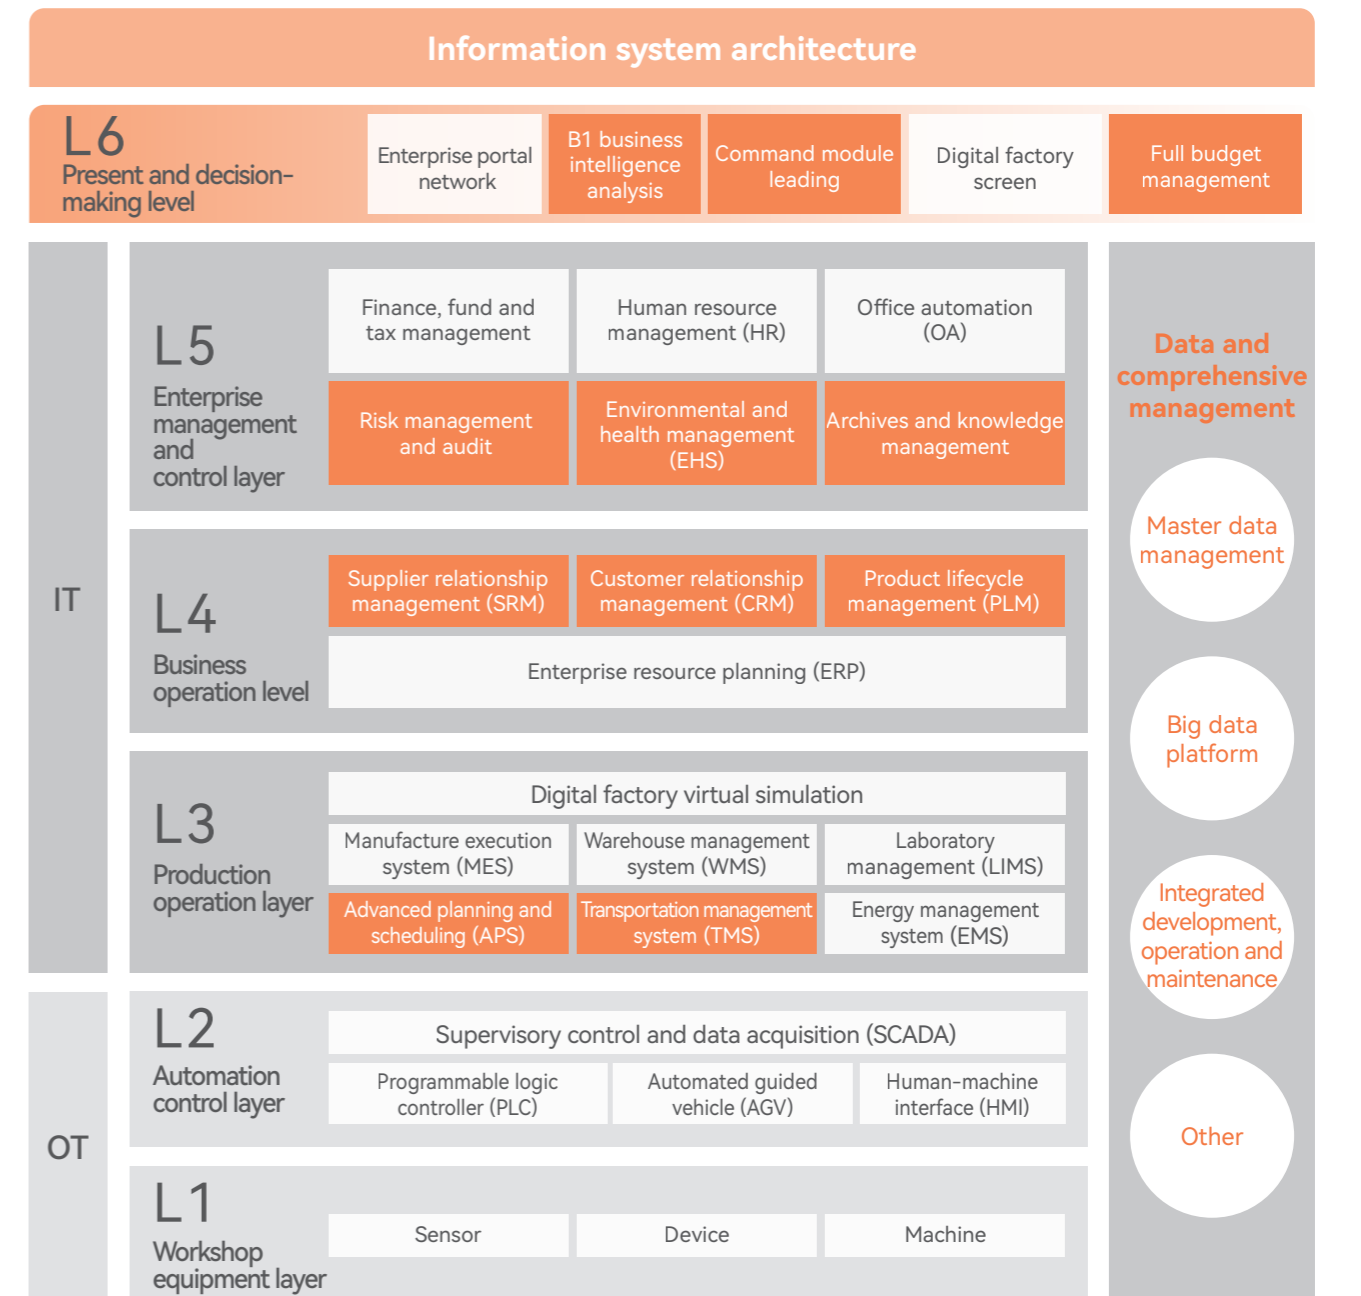 Information system architecture
L6
Present and decision-
making level
Enterprise portal
network
B1 business
intelligence
analysis
Command module
leading
Digital factory
screen
Full budget
management
IT
L5
Enterprise
management
and
control layer
Finance, fund and
tax management
Human resource
management (HR)
Office automation
(OA)
Risk management
and audit
Environmental and
health management
(EHS)
Archives and knowledge
management
L4
Business
operation level
Supplier relationship
management (SRM)
Customer relationship
management (CRM)
Product lifecycle
management (PLM)
Enterprise resource planning (ERP)
L3
Production
operation layer
Digital factory virtual simulation
Manufacture execution
system (MES)
Warehouse management
system (WMS)
Laboratory
management (LIMS)
Advanced planning and
scheduling (APS)
Transportation management
system (TMS)
Energy management
system (EMS)
OT
L2
Automation
control layer
Supervisory control and data acquisition (SCADA)
Programmable logic
controller (PLC)
Automated guided
vehicle (AGV)
Human-machine
interface (HMI)
L1
Workshop
equipment layer
Sensor
Device
Machine
Data and
comprehensive
management
Master data
management
Big data
platform
Integrated
development,
operation and
maintenance
Other